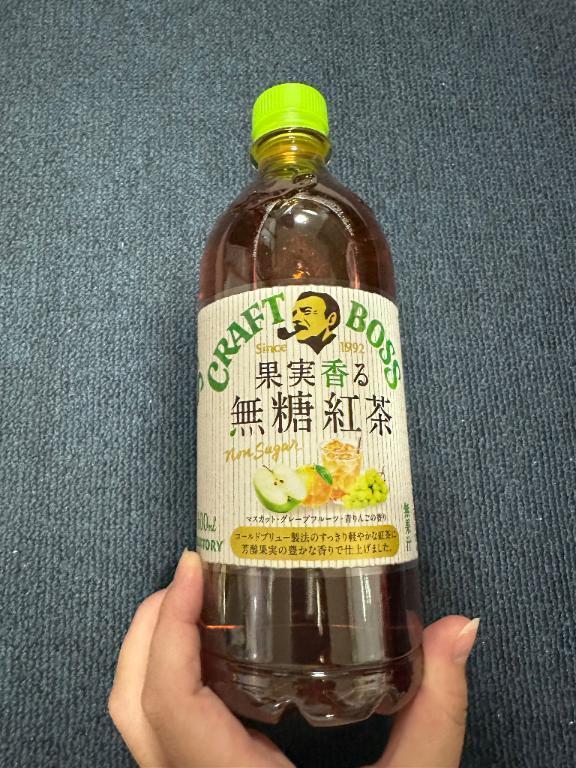 CRAFT BOSS
Since 1992
果実香る
無糖紅茶
non Sugar
マスカット・グレープフルーツ・青りんごの香り
コールドブリュー製法のすっきり軽やかな紅茶に
芳醇果実の豊かな香りで仕上げました。
無果汁